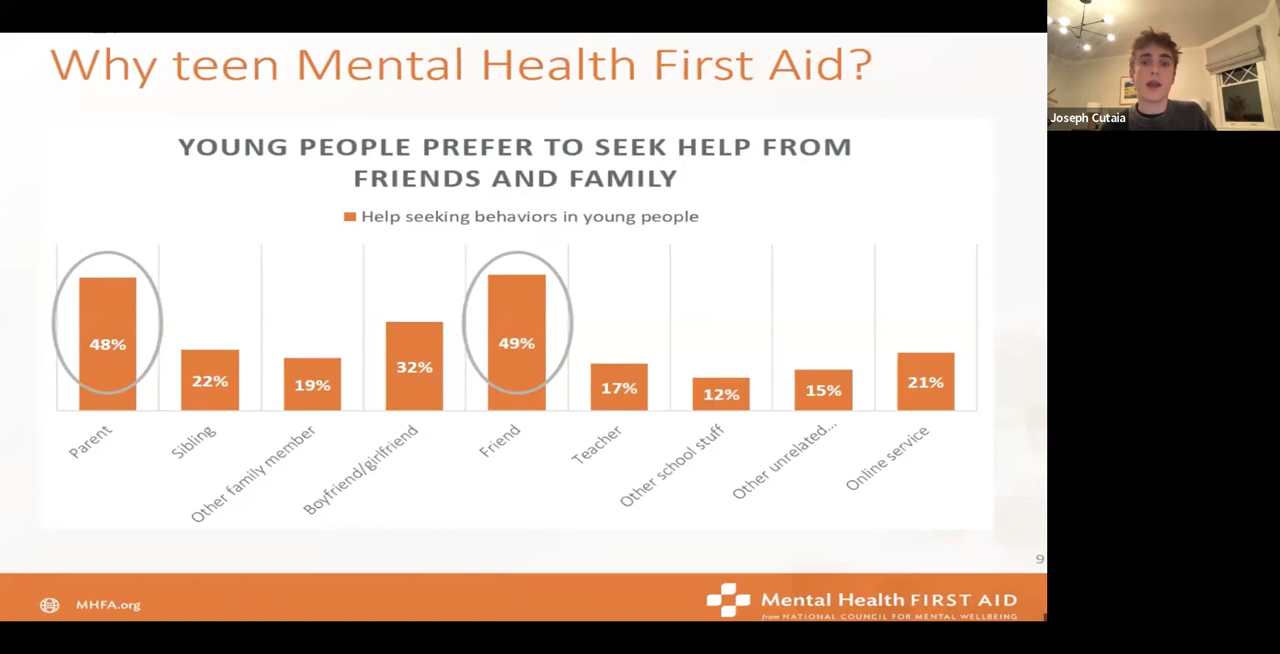 Why teen Mental Health First Aid?
Joseph Cutaia
YOUNG PEOPLE PREFER TO SEEK HELP FROM
FRIENDS AND FAMILY
Help seeking behaviors in young people
48%
22%
19%
32%
49%
17%
12%
15%
21%
Parent
Sibling
Other family member
Boyfriend/girlfriend
Friend
Teacher
Other school stuff
Other unrelated...
Online service
9
MHFA.org
Mental Health FIRST AID
from NATIONAL COUNCIL FOR MENTAL WELLBEING